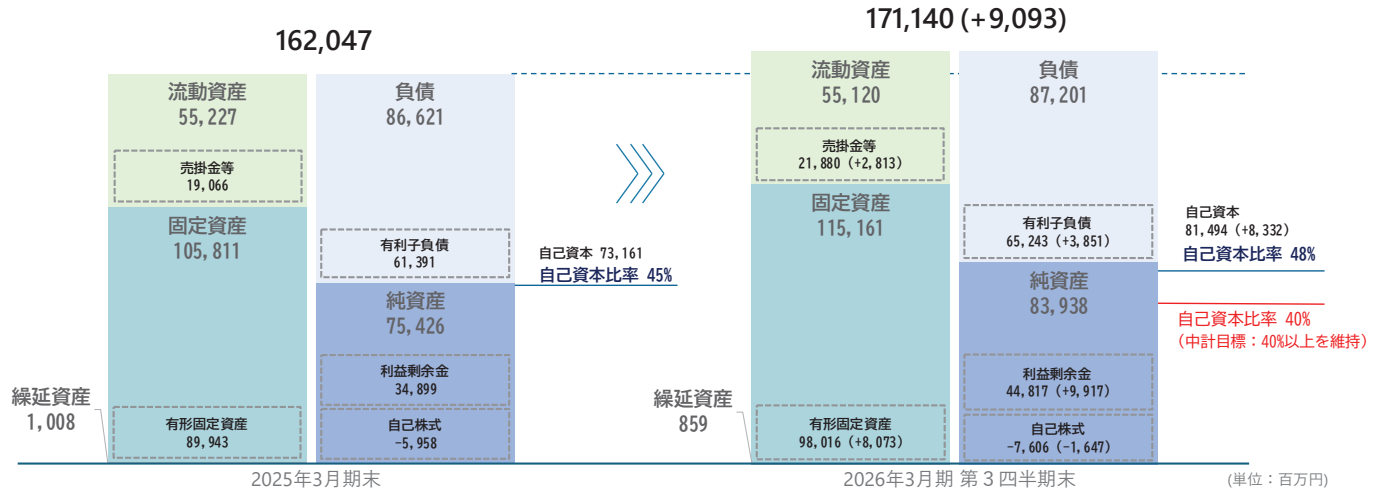 162,047
流動資産
55,227
売掛金等
19,066
固定資産
105,811
有形固定資産
89,943
繰延資産
1,008
負債
86,621
有利子負債
61,391
純資産
75,426
利益剰余金
34,899
自己株式
-5,958
自己資本 73,161
自己資本比率 45%
2025年3月期末
171,140 (+9,093)
流動資産
55,120
売掛金等
21,880（+2,813）
固定資産
115,161
有形固定資産
98,016（+8,073）
繰延資産
859
負債
87,201
有利子負債
65,243（+3,851）
純資産
83,938
利益剰余金
44,817（+9,917）
自己株式
-7,606（-1,647）
自己資本
81,494（+8,332）
自己資本比率 48%
自己資本比率 40%
（中計目標：40%以上を維持）
2026年3月期 第３四半期末
(単位：百万円)